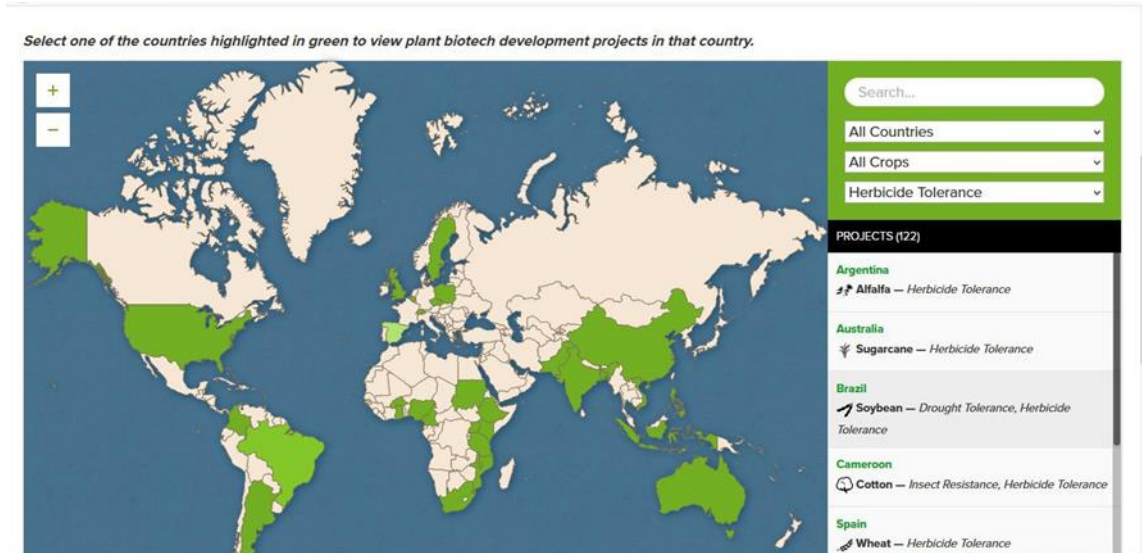 Select one of the countries highlighted in green to view plant biotech development projects in that country.
+
−
Search...
All Countries
All Crops
Herbicide Tolerance
PROJECTS (122)
Argentina
Alfalfa — Herbicide Tolerance
Australia
Sugarcane — Herbicide Tolerance
Brazil
Soybean — Drought Tolerance, Herbicide
Tolerance
Cameroon
Cotton — Insect Resistance, Herbicide Tolerance
Spain
Wheat — Herbicide Tolerance